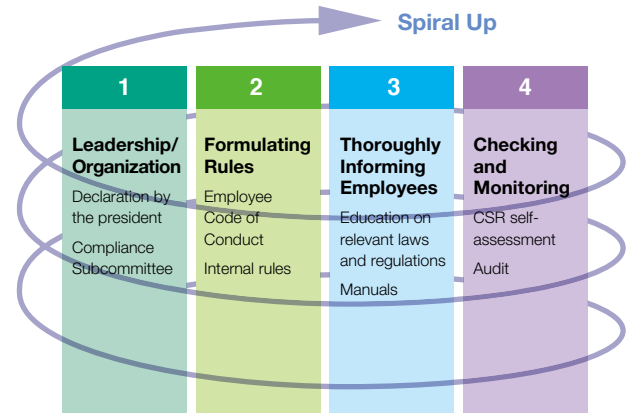 Spiral Up
1
Leadership/
Organization
Declaration by
the president
Compliance
Subcommittee
2
Formulating
Rules
Employee
Code of
Conduct
Internal rules
3
Thoroughly
Informing
Employees
Education on
relevant laws
and regulations
Manuals
4
Checking
and
Monitoring
CSR self-
assessment
Audit